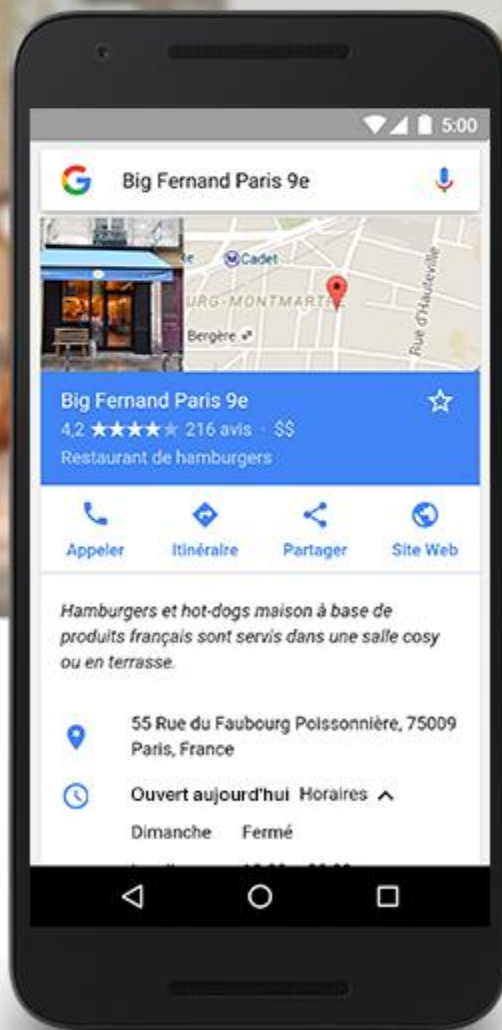 5:00
G Big Fernand Paris 9e
Cadet
URG-MONTMARTRE
Bergère
Rue d'Hauteville
Big Fernand Paris 9e
4,2 ★★★★★ 216 avis · $$
Restaurant de hamburgers
Appeler Itinéraire Partager Site Web
Hamburgers et hot-dogs maison à base de
produits français sont servis dans une salle cosy
ou en terrasse.
55 Rue du Faubourg Poissonnière, 75009
Paris, France
Ouvert aujourd'hui Horaires
Dimanche Fermé